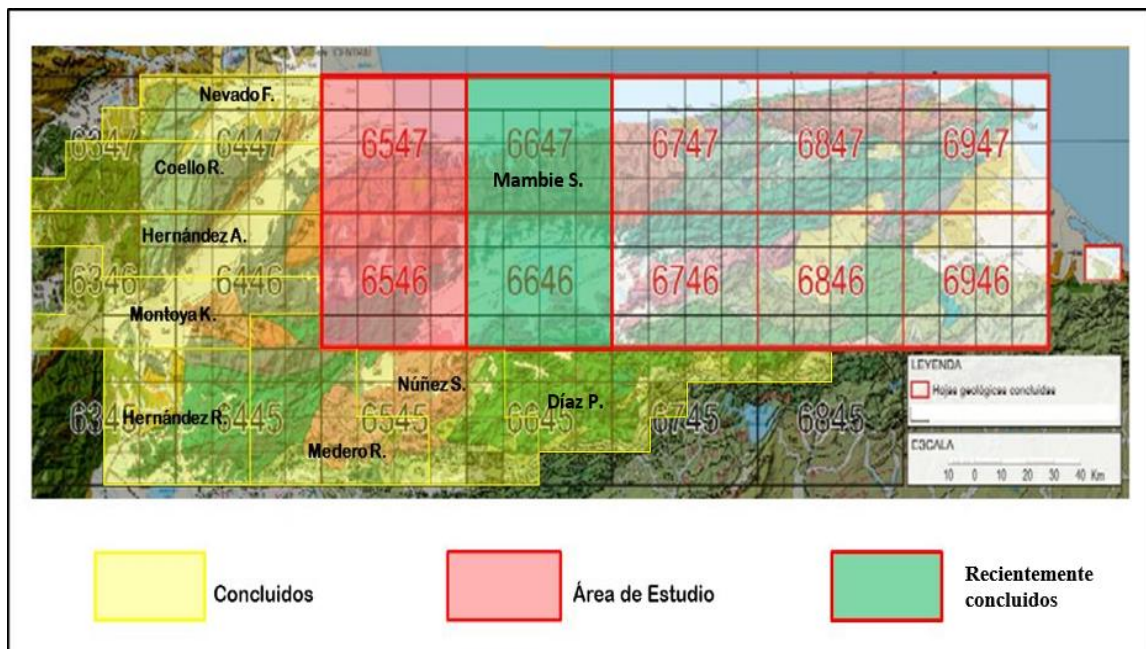 Nevado F.
6347
6447
6547
6647
6747
6847
6947
Coello R.
Mambie S.
Hernández A.
6346
6446
6546
6646
6746
6846
6946
Montoya K.
Núñez S.
Díaz P.
Hernández R.
6345
6445
6545
6645
6745
6845
Medero R.
LEYENDA
Hojas geológicas concluidas
ESCALA
10 0 10 20 30 40 Km
Concluidos
Área de Estudio
Recientemente
concluidos